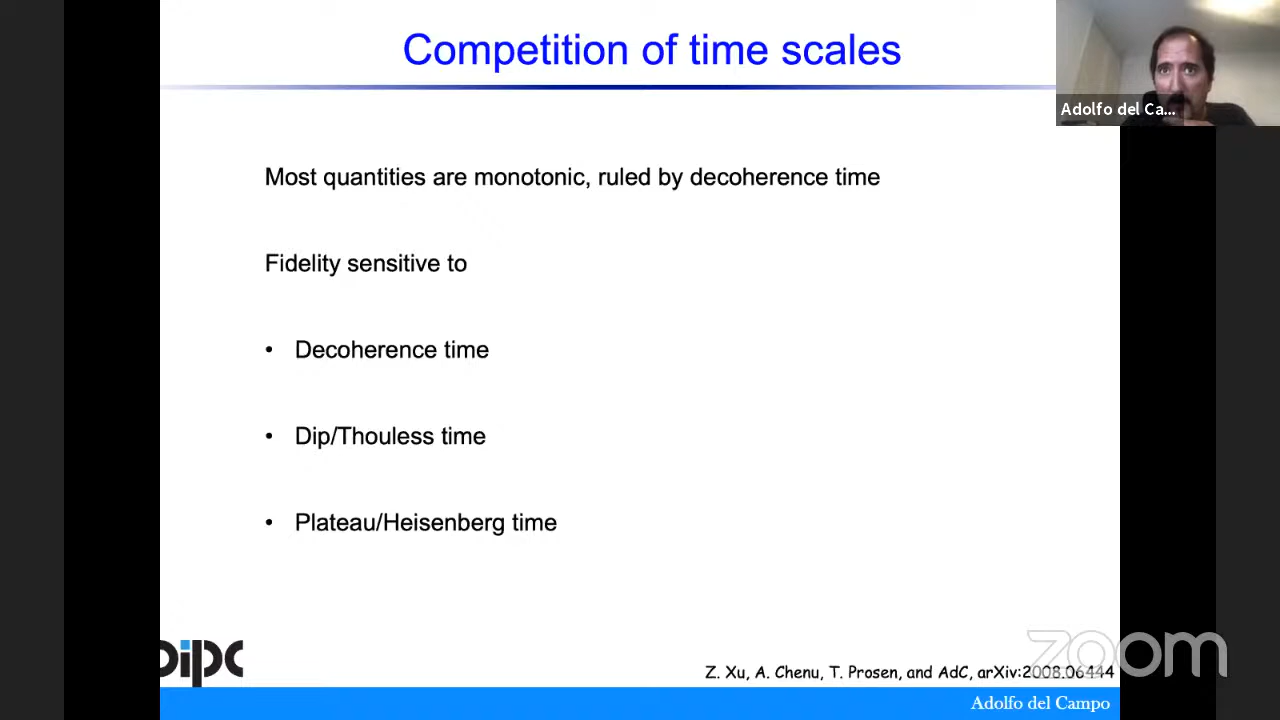 Competition of time scales
Adolfo del Ca...
Most quantities are monotonic, ruled by decoherence time
Fidelity sensitive to
• Decoherence time
• Dip/Thouless time
• Plateau/Heisenberg time
dipc
zoom
Z. Xu, A. Chenu, T. Prosen, and AdC, arXiv:2008.06444
Adolfo del Campo